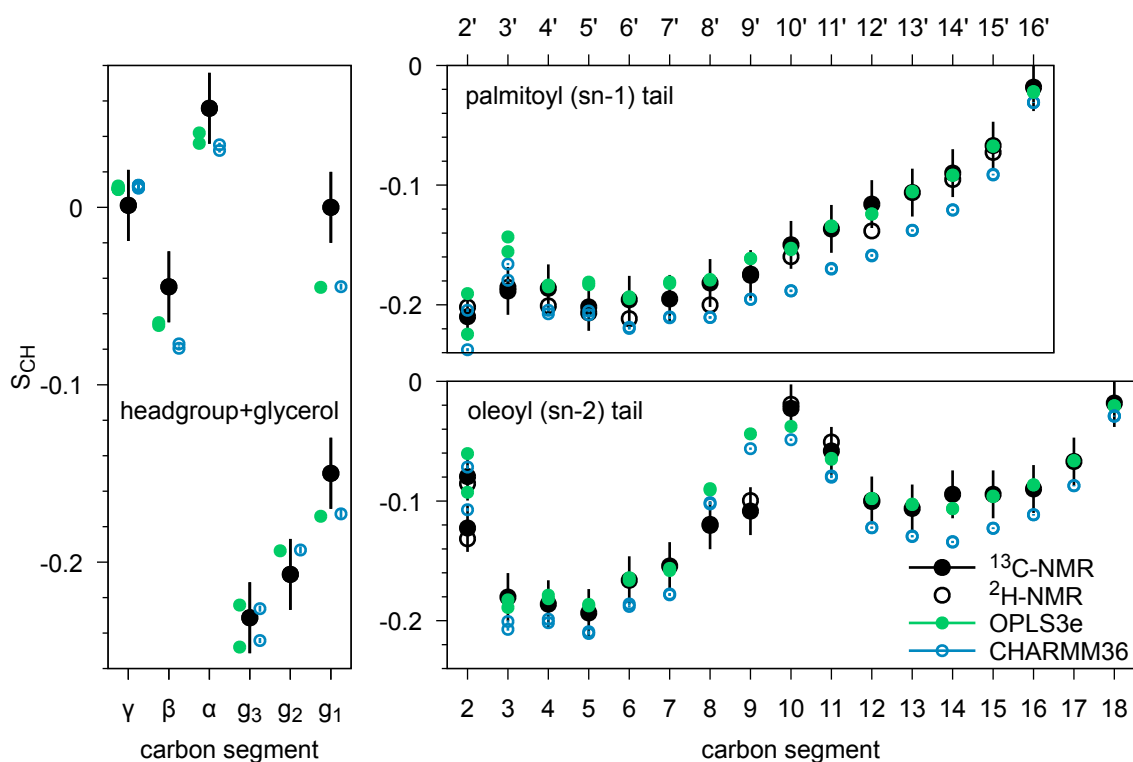 2' 3' 4' 5' 6' 7' 8' 9' 10' 11' 12' 13' 14' 15' 16'
S_CH
0
-0.1
-0.2
headgroup+glycerol
γ β α g₃ g₂ g₁
carbon segment
0
-0.1
-0.2
palmitoyl (sn-1) tail
0
-0.1
-0.2
oleoyl (sn-2) tail
¹³C-NMR
²H-NMR
OPLS3e
CHARMM36
2 3 4 5 6 7 8 9 10 11 12 13 14 15 16 17 18
carbon segment